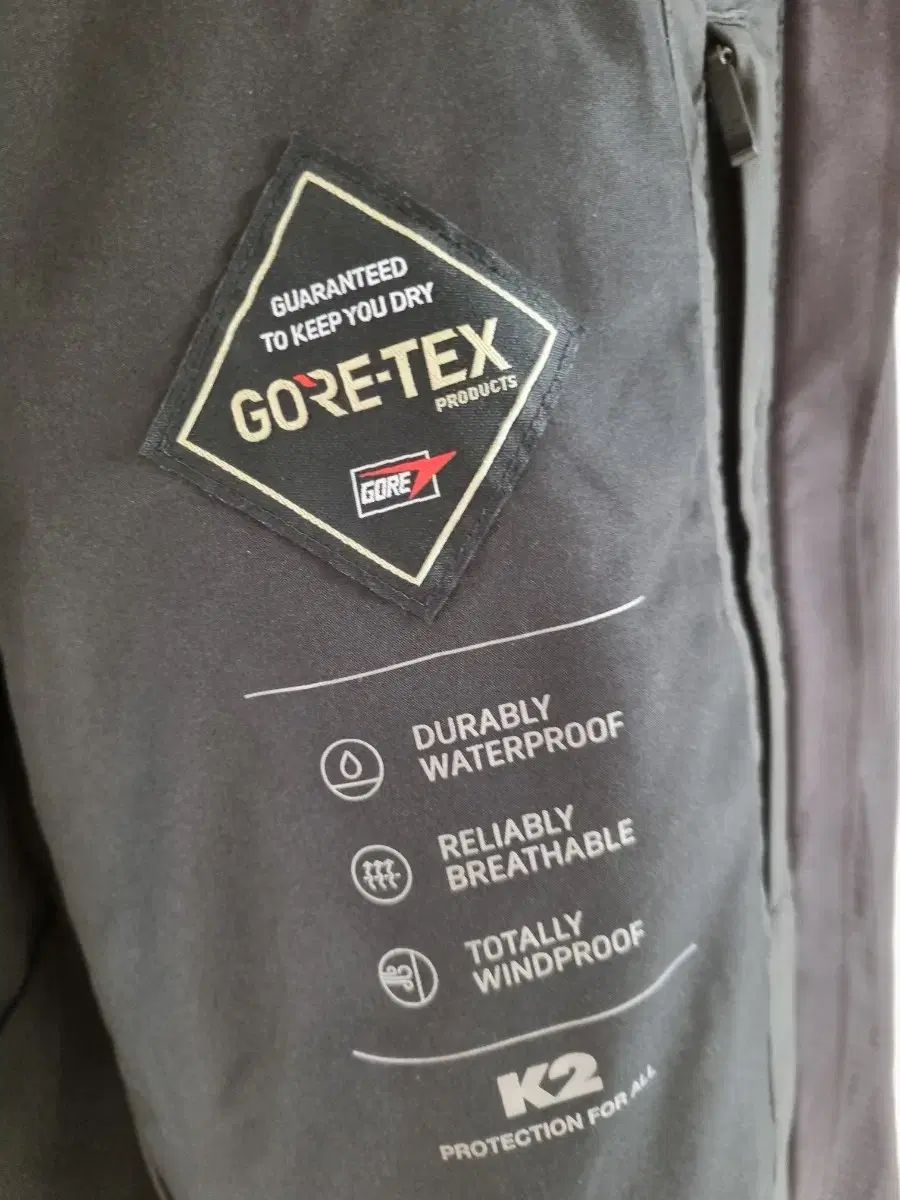 GUARANTEED
TO KEEP YOU DRY
GORE-TEX
PRODUCTS
GORE
DURABLY
WATERPROOF
RELIABLY
BREATHABLE
TOTALLY
WINDPROOF
K2
PROTECTION FOR ALL